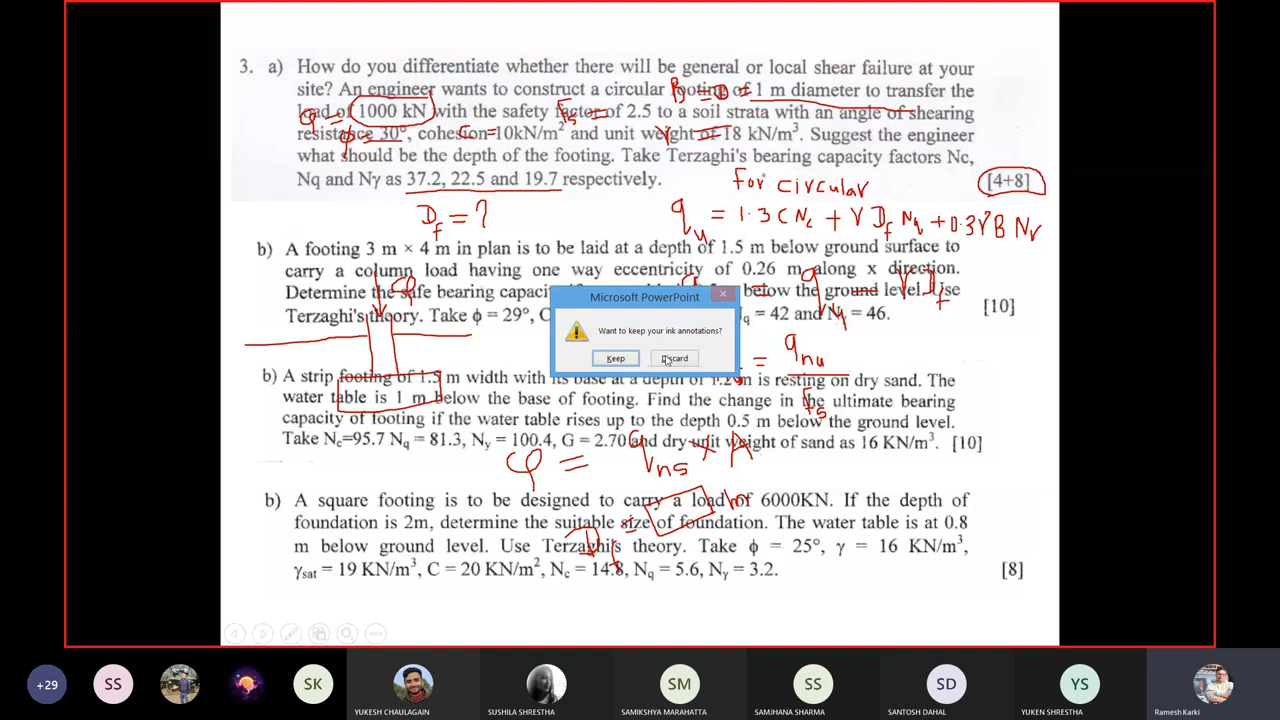 3. a) How do you differentiate whether there will be general or local shear failure at your
site? An engineer wants to construct a circular footing of 1 m diameter to transfer the
load of 1000 kN with the safety factor of 2.5 to a soil strata with an angle of shearing
resistance 30°, cohesion 10kN/m² and unit weight of 18 kN/m³. Suggest the engineer
what should be the depth of the footing. Take Terzaghi's bearing capacity factors Nc,
Nq and Nγ as 37.2, 22.5 and 19.7 respectively. [4+8]
B = D =
Q =
Fs =
φ =
C =
γ =
for circular
Df = ?
qu = 1.3 C Nc + γ Df Nq + 0.3 γ B Nγ
b) A footing 3 m × 4 m in plan is to be laid at a depth of 1.5 m below ground surface to
carry a column load having one way eccentricity of 0.26 m along x direction.
Determine the safe bearing capaci below the ground level. Use
Terzaghi's theory. Take ϕ = 29°, C = 42 and Nγ = 46. [10]
Q
= qu - γ Df
Microsoft PowerPoint
Want to keep your ink annotations?
Keep Discard
= qnu
Fs
b) A strip footing of 1.5 m width with its base at a depth of 1.2 m is resting on dry sand. The
water table is 1 m below the base of footing. Find the change in the ultimate bearing
capacity of footing if the water table rises up to the depth 0.5 m below the ground level.
Take Nc=95.7 Nq = 81.3, Nγ = 100.4, G = 2.70 and dry unit weight of sand as 16 KN/m³. [10]
Q = qns × A
b) A square footing is to be designed to carry a load of 6000KN. If the depth of
foundation is 2m, determine the suitable size of foundation. The water table is at 0.8
m below ground level. Use Terzaghi's theory. Take ϕ = 25°, γ = 16 KN/m³,
γsat = 19 KN/m³, C = 20 KN/m², Nc = 14.8, Nq = 5.6, Nγ = 3.2. [8]
Df = m
+29 SS SK SM SS SD YS
YUKESH CHAULAGAIN SUSHILA SHRESTHA SAMIKSHYA MARAHATTA SAMJHANA SHARMA SANTOSH DAHAL YUKEN SHRESTHA Ramesh Karki